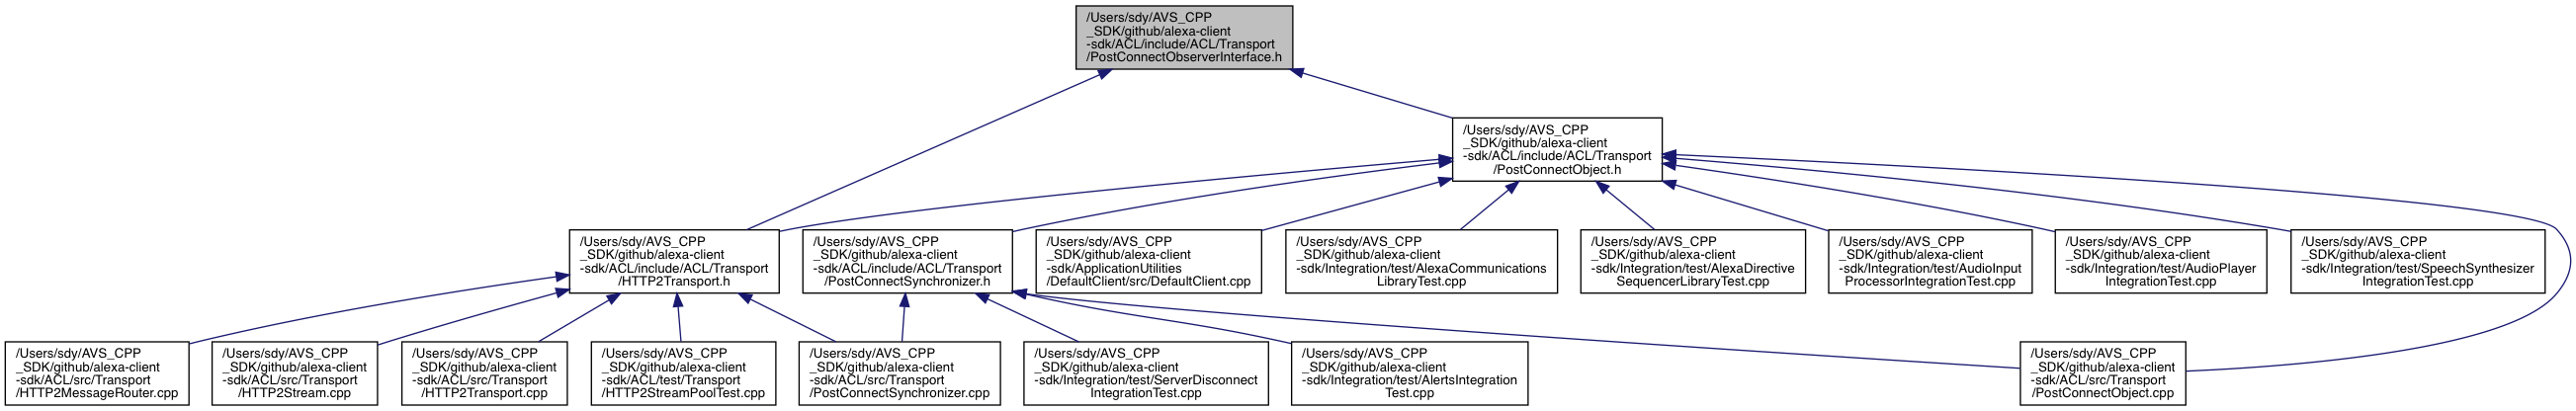 /Users/sdy/AVS_CPP
_SDK/github/alexa-client
-sdk/ACL/include/ACL/Transport
/PostConnectObserverInterface.h
/Users/sdy/AVS_CPP
_SDK/github/alexa-client
-sdk/ACL/include/ACL/Transport
/PostConnectObject.h
/Users/sdy/AVS_CPP
_SDK/github/alexa-client
-sdk/ACL/include/ACL/Transport
/HTTP2Transport.h
/Users/sdy/AVS_CPP
_SDK/github/alexa-client
-sdk/ACL/include/ACL/Transport
/PostConnectSynchronizer.h
/Users/sdy/AVS_CPP
_SDK/github/alexa-client
-sdk/ApplicationUtilities
/DefaultClient/src/DefaultClient.cpp
/Users/sdy/AVS_CPP
_SDK/github/alexa-client
-sdk/Integration/test/AlexaCommunications
LibraryTest.cpp
/Users/sdy/AVS_CPP
_SDK/github/alexa-client
-sdk/Integration/test/AlexaDirective
SequencerLibraryTest.cpp
/Users/sdy/AVS_CPP
_SDK/github/alexa-client
-sdk/Integration/test/AudioInput
ProcessorIntegrationTest.cpp
/Users/sdy/AVS_CPP
_SDK/github/alexa-client
-sdk/Integration/test/AudioPlayer
IntegrationTest.cpp
/Users/sdy/AVS_CPP
_SDK/github/alexa-client
-sdk/Integration/test/SpeechSynthesizer
IntegrationTest.cpp
/Users/sdy/AVS_CPP
_SDK/github/alexa-client
-sdk/ACL/src/Transport
/HTTP2MessageRouter.cpp
/Users/sdy/AVS_CPP
_SDK/github/alexa-client
-sdk/ACL/src/Transport
/HTTP2Stream.cpp
/Users/sdy/AVS_CPP
_SDK/github/alexa-client
-sdk/ACL/src/Transport
/HTTP2Transport.cpp
/Users/sdy/AVS_CPP
_SDK/github/alexa-client
-sdk/ACL/test/Transport
/HTTP2StreamPoolTest.cpp
/Users/sdy/AVS_CPP
_SDK/github/alexa-client
-sdk/ACL/src/Transport
/PostConnectSynchronizer.cpp
/Users/sdy/AVS_CPP
_SDK/github/alexa-client
-sdk/Integration/test/ServerDisconnect
IntegrationTest.cpp
/Users/sdy/AVS_CPP
_SDK/github/alexa-client
-sdk/Integration/test/AlertsIntegration
Test.cpp
/Users/sdy/AVS_CPP
_SDK/github/alexa-client
-sdk/ACL/src/Transport
/PostConnectObject.cpp